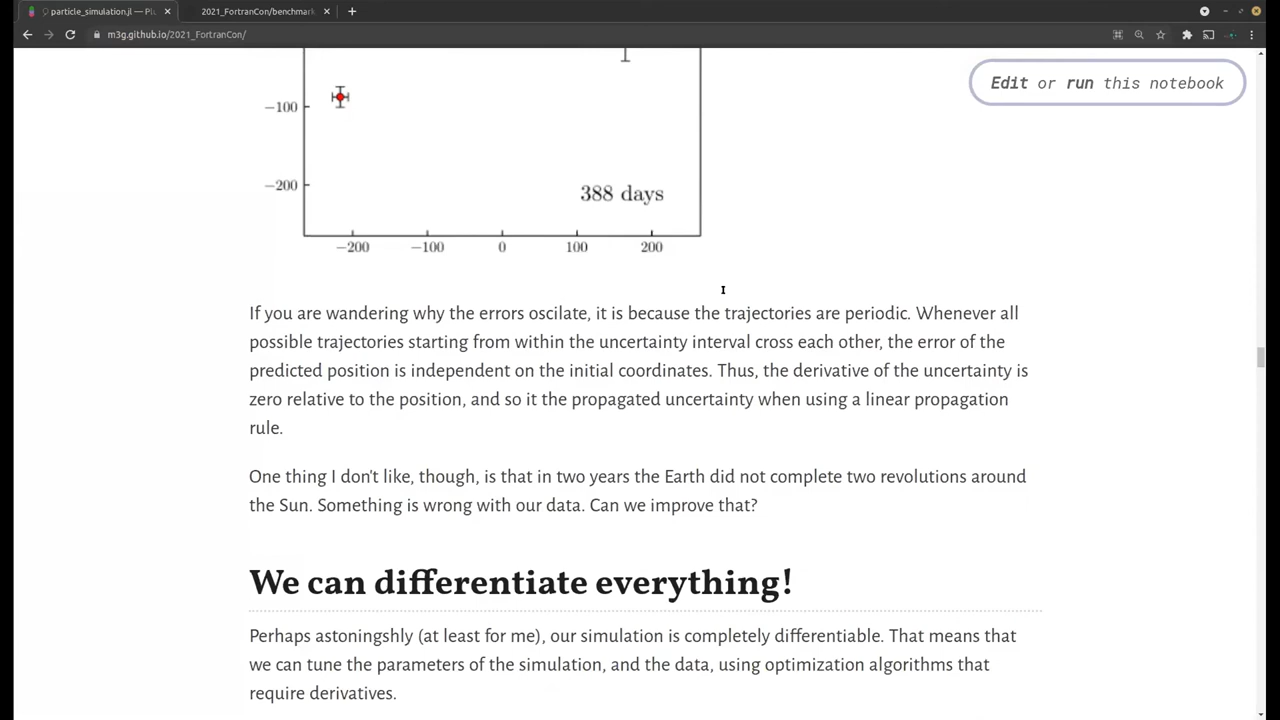 particle_simulation.jl — Pl
2021_FortranCon/benchmar
m3g.github.io/2021_FortranCon/
Edit or run this notebook
−100
−200
388 days
−200 −100 0 100 200
If you are wandering why the errors oscilate, it is because the trajectories are periodic. Whenever all
possible trajectories starting from within the uncertainty interval cross each other, the error of the
predicted position is independent on the initial coordinates. Thus, the derivative of the uncertainty is
zero relative to the position, and so it the propagated uncertainty when using a linear propagation
rule.
One thing I don't like, though, is that in two years the Earth did not complete two revolutions around
the Sun. Something is wrong with our data. Can we improve that?
We can differentiate everything!
Perhaps astoningshly (at least for me), our simulation is completely differentiable. That means that
we can tune the parameters of the simulation, and the data, using optimization algorithms that
require derivatives.